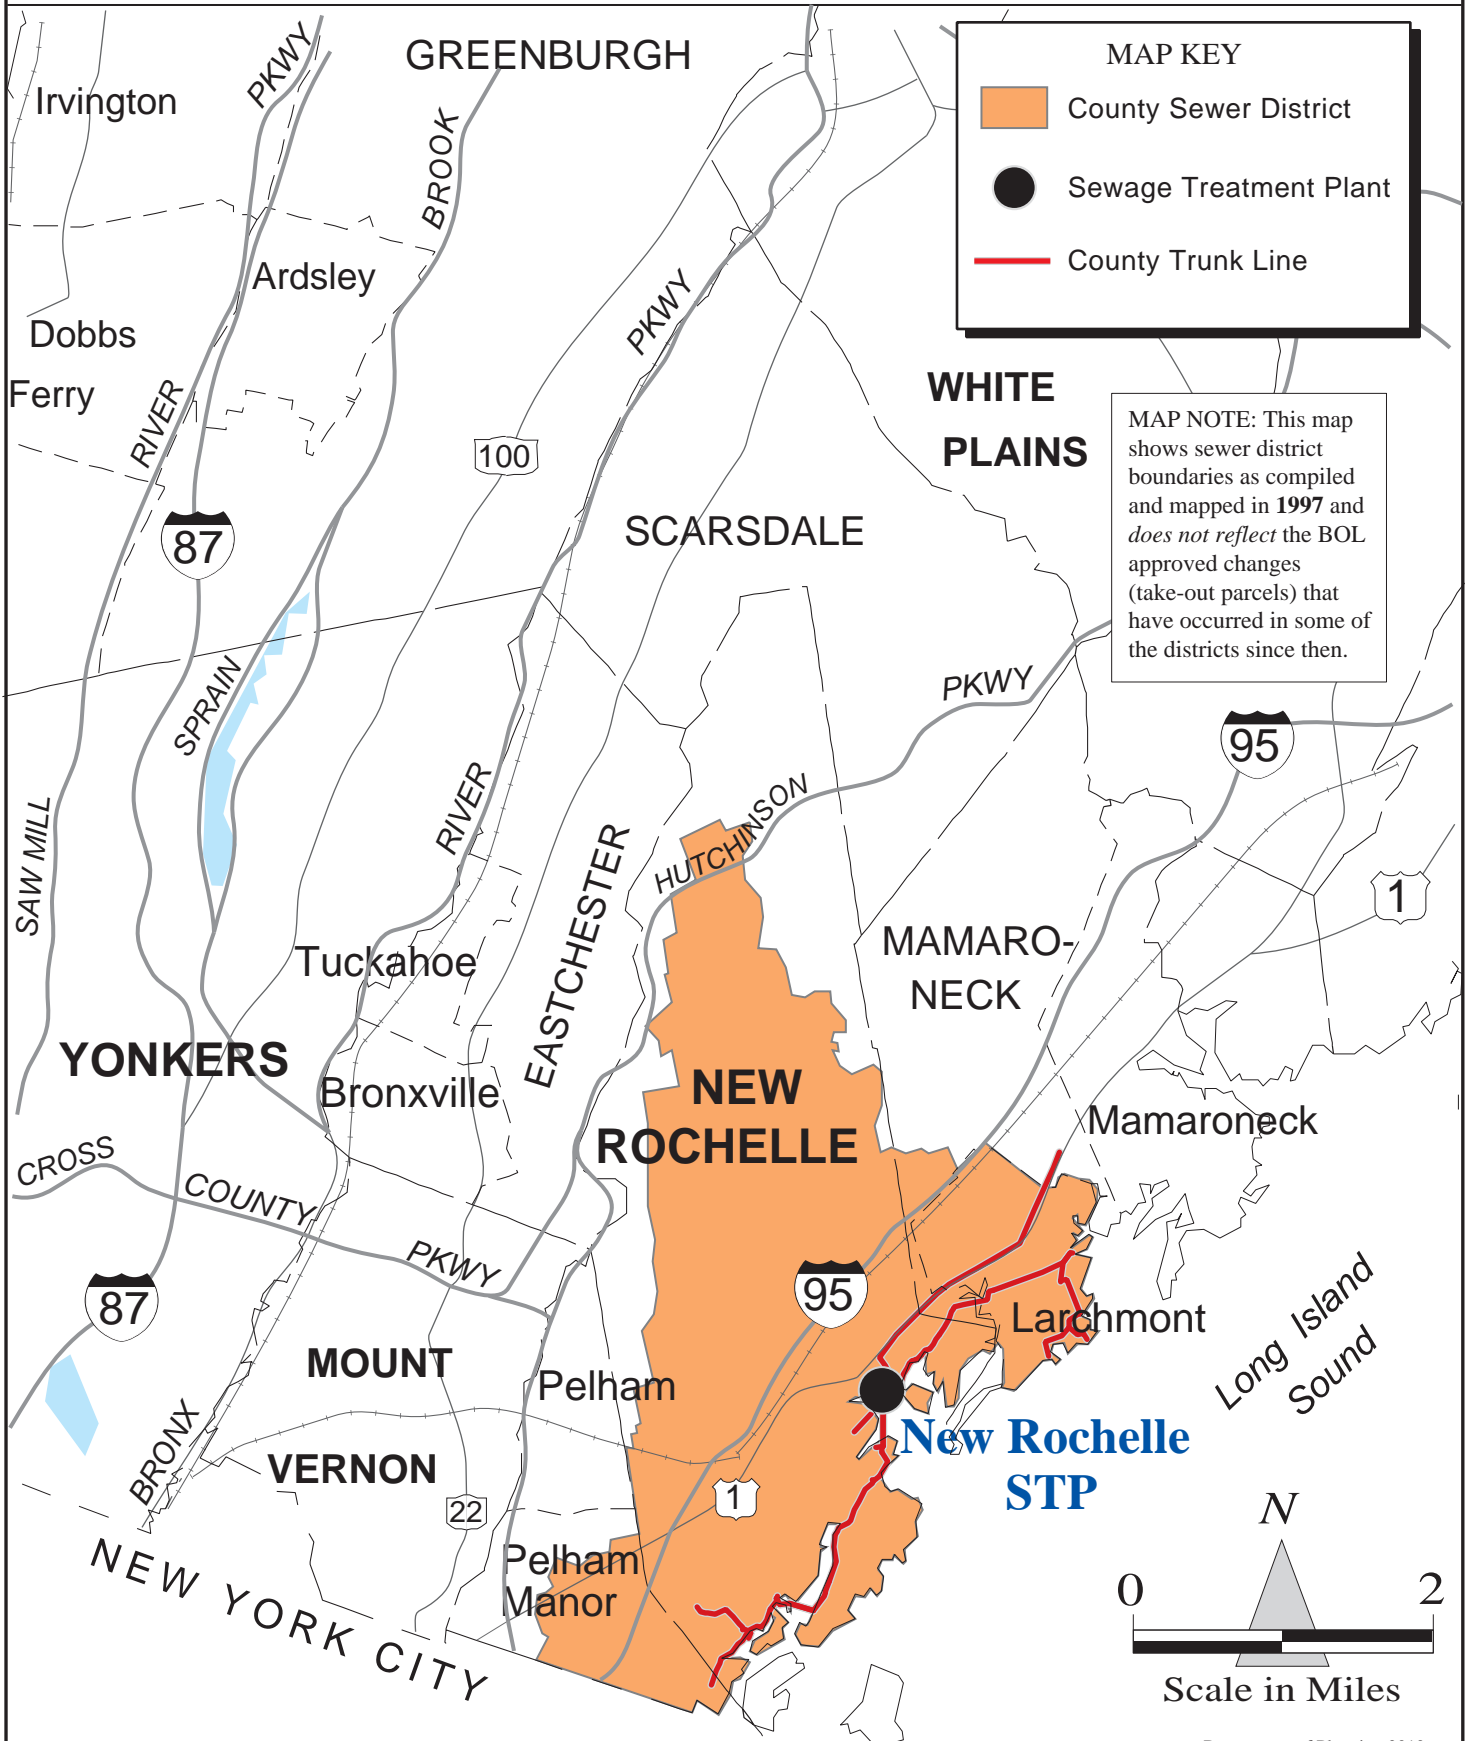 MAP KEY
County Sewer District
Sewage Treatment Plant
County Trunk Line
MAP NOTE: This map
shows sewer district
boundaries as compiled
and mapped in 1997 and
does not reflect the BOL
approved changes
(take-out parcels) that
have occurred in some of
the districts since then.
GREENBURGH
PKWY
Irvington
BROOK
Ardsley
Dobbs
Ferry
PKWY
RIVER
WHITE
PLAINS
100
87
SCARSDALE
SPRAIN
PKWY
95
RIVER
HUTCHINSON
SAW MILL
EASTCHESTER
1
Tuckahoe
MAMARO-
NECK
YONKERS
Bronxville
NEW
ROCHELLE
Mamaroneck
CROSS
COUNTY
PKWY
87
95
Larchmont
Long Island
Sound
MOUNT
VERNON
Pelham
BRONX
New Rochelle
STP
22
1
Pelham
Manor
NEW YORK CITY
N
0
2
Scale in Miles